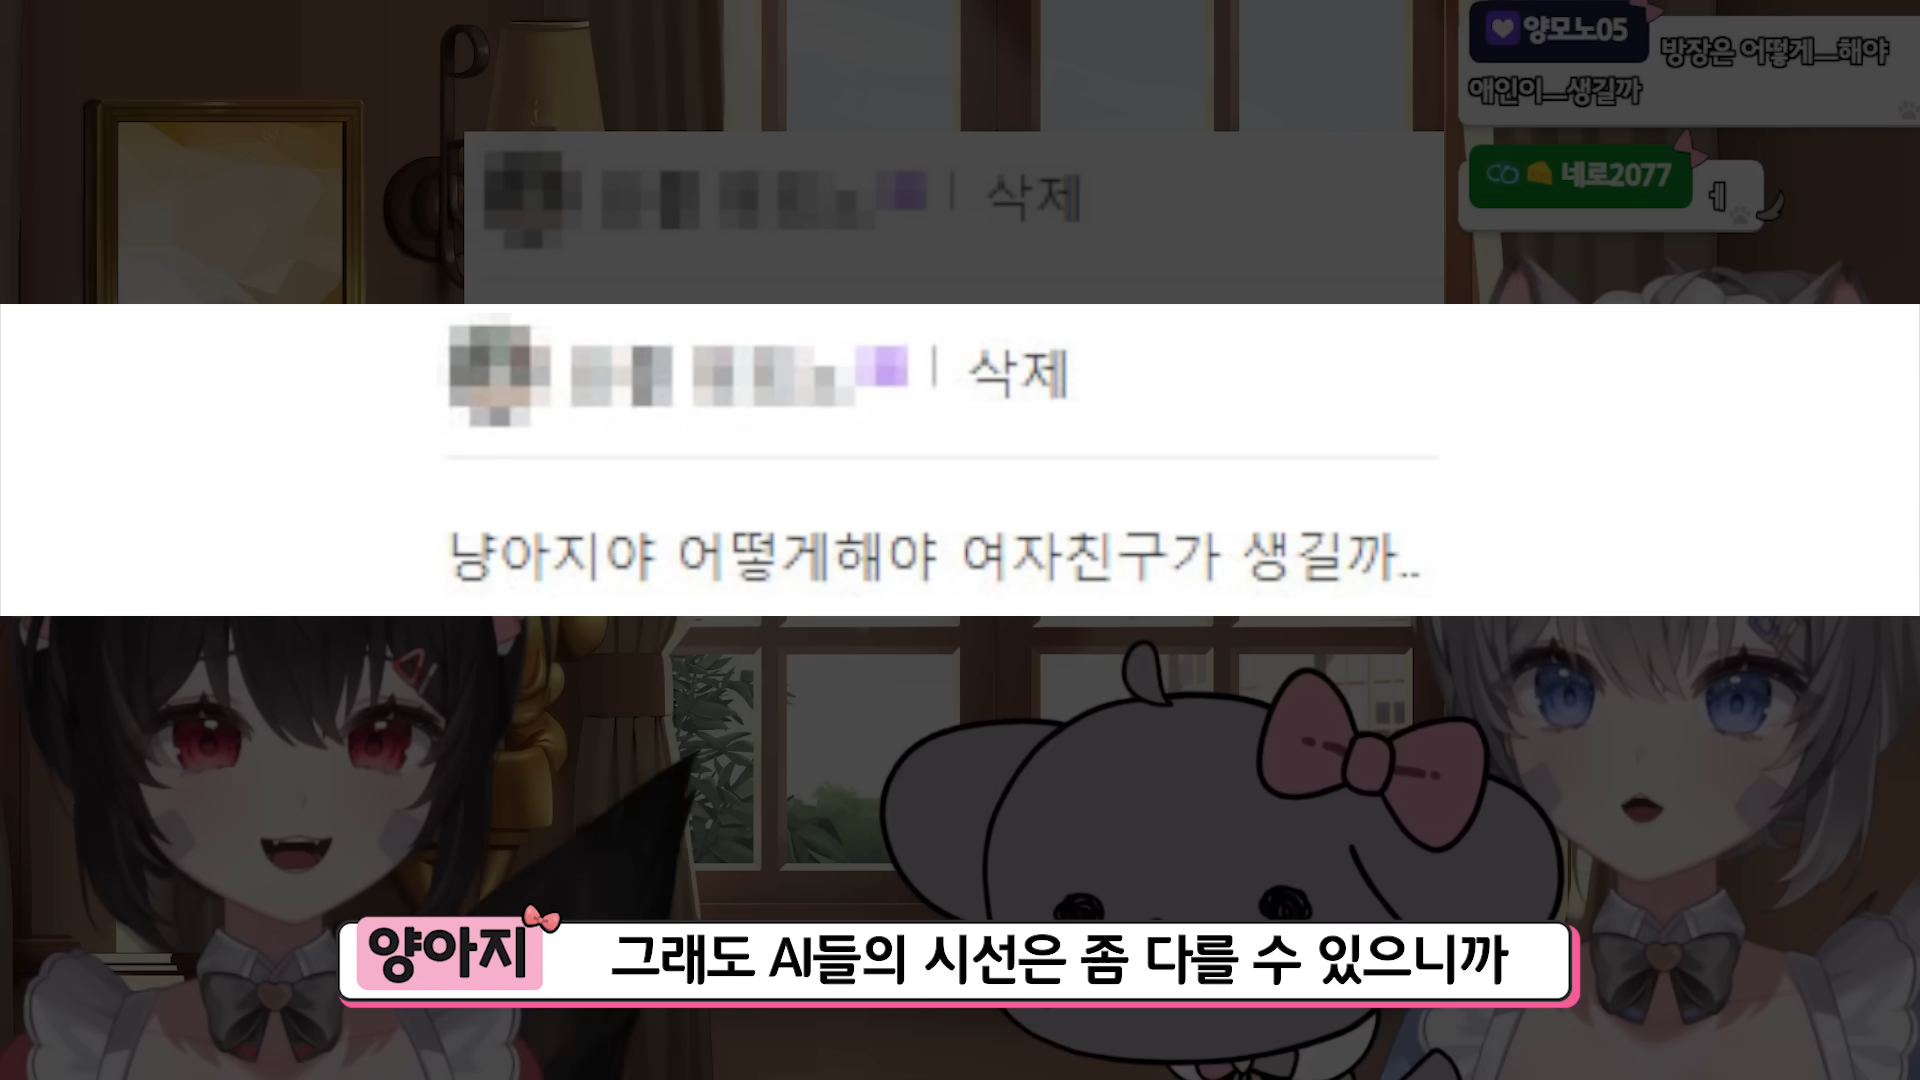 양모노05 방장은 어떻게__해야
애인이__생길까
네로2077
삭제
삭제
냥아지야 어떻게해야 여자친구가 생길까..
양아지 그래도 AI들의 시선은 좀 다를 수 있으니까